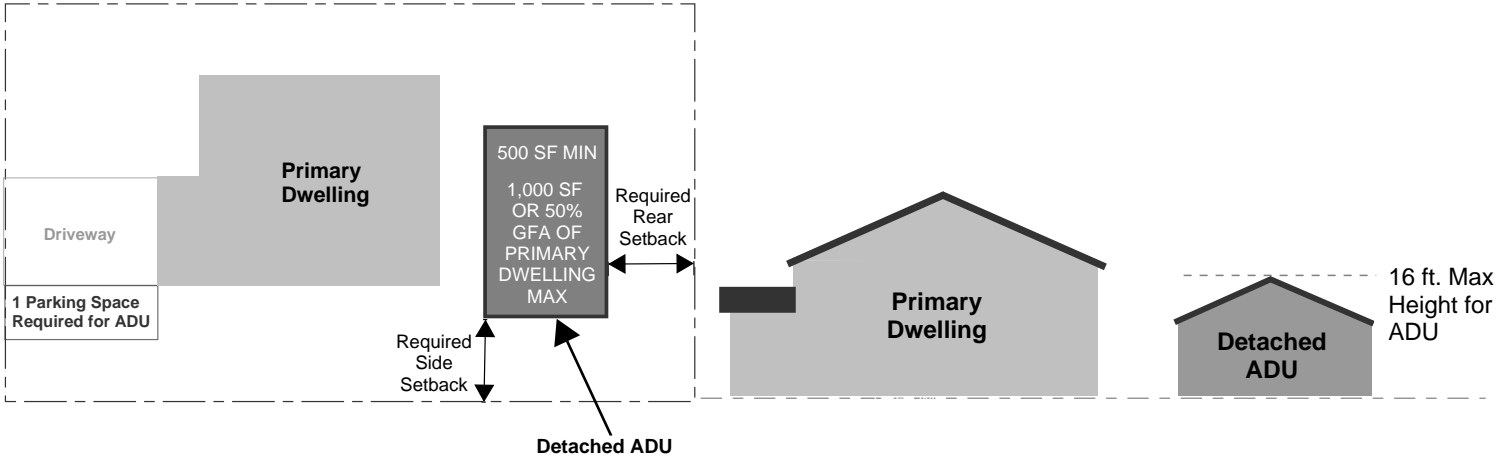 Primary
Dwelling
500 SF MIN
1,000 SF
OR 50%
GFA OF
PRIMARY
DWELLING
MAX
Required
Rear
Setback
Driveway
1 Parking Space
Required for ADU
Required
Side
Setback
Detached ADU
Primary
Dwelling
Detached
ADU
16 ft. Max
Height for
ADU